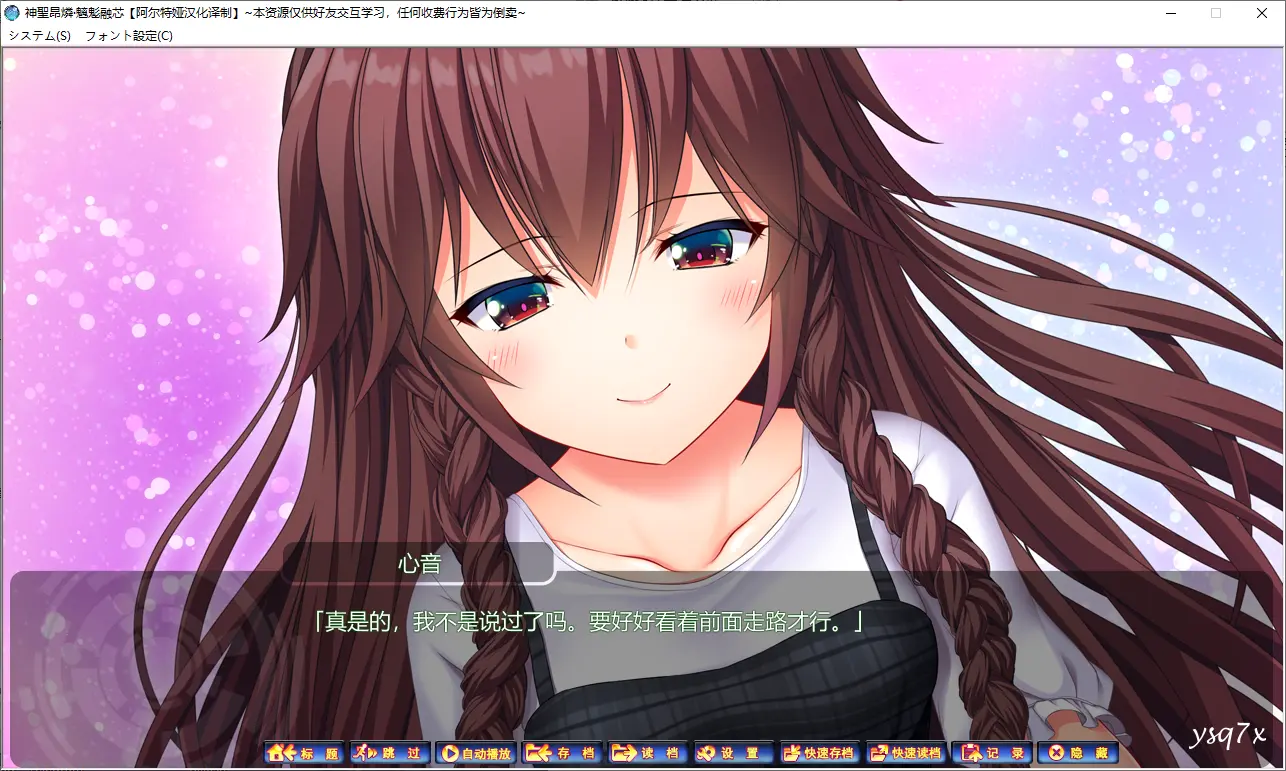 神聖昂燐·魑魅融芯【阿尔特娅汉化译制】~本资源仅供好友交互学习，任何收费行为皆为倒卖~
システム(S) フォント設定(C)
心音
「真是的，我不是说过了吗。要好好看着前面走路才行。」
标 题 跳 过 自动播放 存 档 读 档 设 置 快速存档 快速读档 记 录 隐 藏
ysq7x